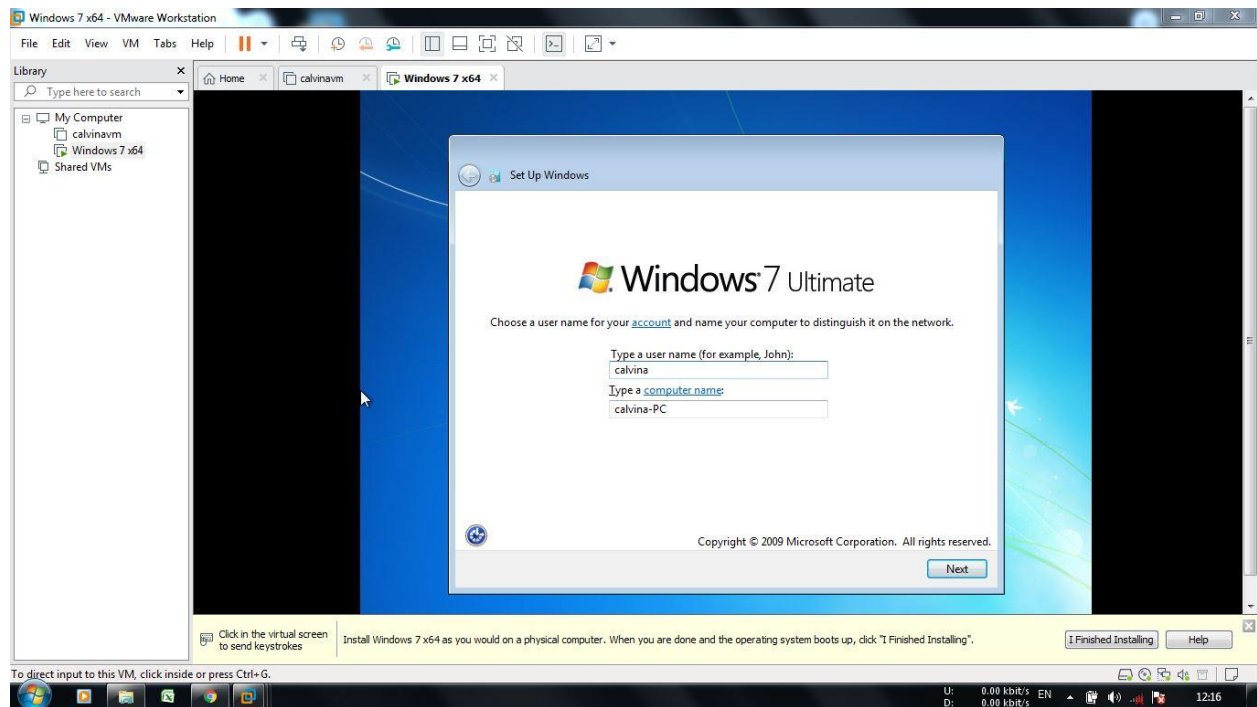 Windows 7 x64 - VMware Workstation
File Edit View VM Tabs Help
Library
Home
calvinavm
Windows 7 x64
Type here to search
My Computer
calvinavm
Windows 7 x64
Shared VMs
Set Up Windows
Windows 7 Ultimate
Choose a user name for your account and name your computer to distinguish it on the network.
Type a user name (for example, John):
calvina
Type a computer name:
calvina-PC
Copyright © 2009 Microsoft Corporation. All rights reserved.
Next
Click in the virtual screen
to send keystrokes
Install Windows 7 x64 as you would on a physical computer. When you are done and the operating system boots up, click "I Finished Installing".
I Finished Installing
Help
To direct input to this VM, click inside or press Ctrl+G.
U: 0.00 kbit/s
D: 0.00 kbit/s
EN
12:16